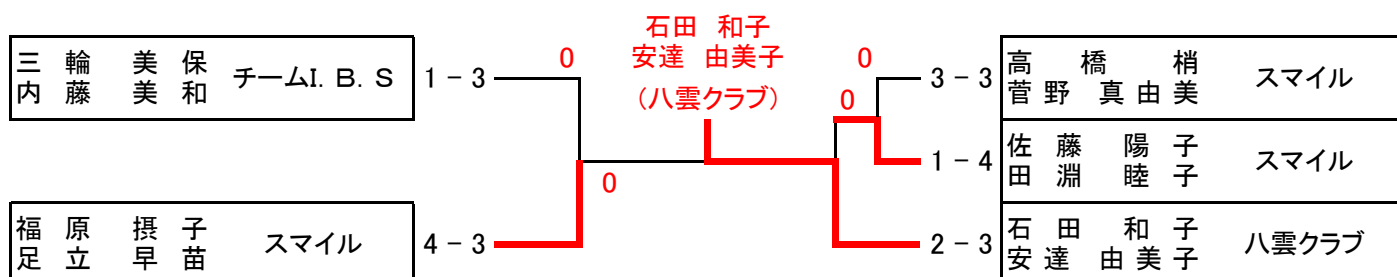 石田 和子
安達 由美子
(八雲クラブ)
三輪 美保
内藤 美和
チームI. B. S
1 - 3
0
0
福原 摂子
足立 早苗
スマイル
4 - 3
0
0
3 - 3
高橋 梢
菅野 真由美
スマイル
1 - 4
佐藤 陽子
田淵 睦子
スマイル
2 - 3
石田 和子
安達 由美子
八雲クラブ